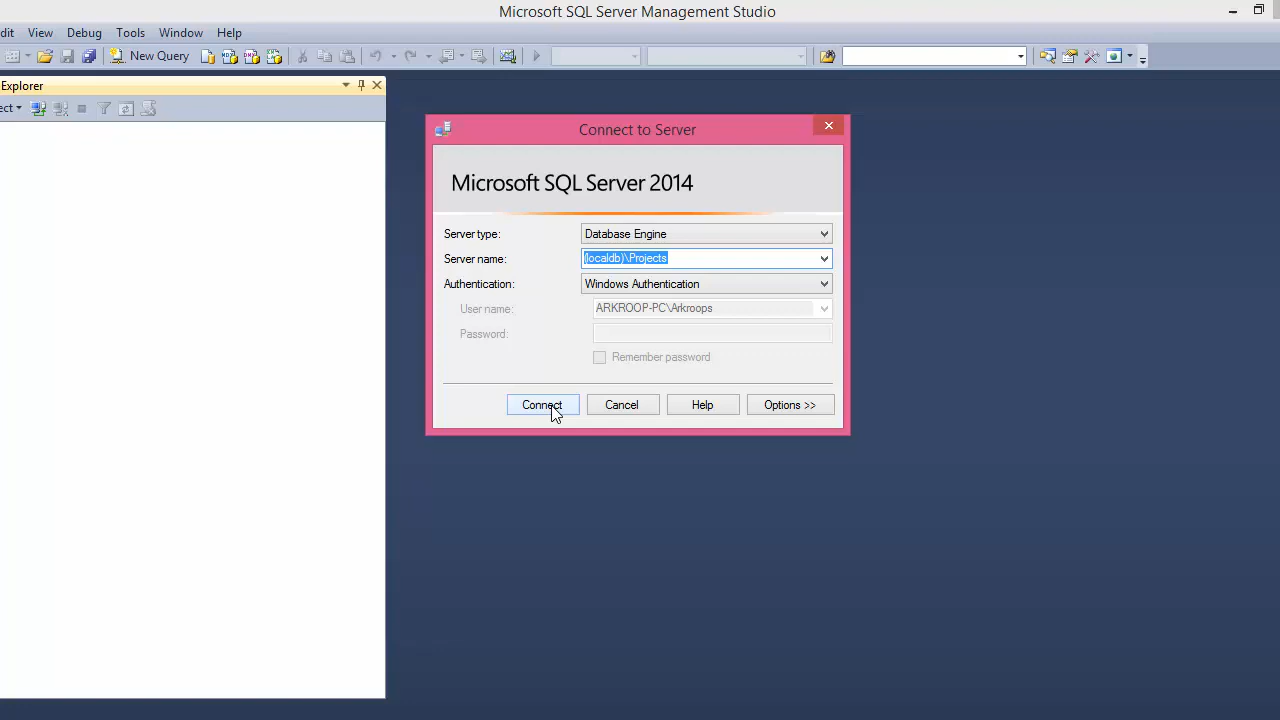 Microsoft SQL Server Management Studio
dit View Debug Tools Window Help
New Query
Explorer
ect
Connect to Server
Microsoft SQL Server 2014
Server type: Database Engine
Server name: (localdb)\Projects
Authentication: Windows Authentication
User name: ARKROOP-PC\Arkroops
Password:
Remember password
Connect Cancel Help Options >>